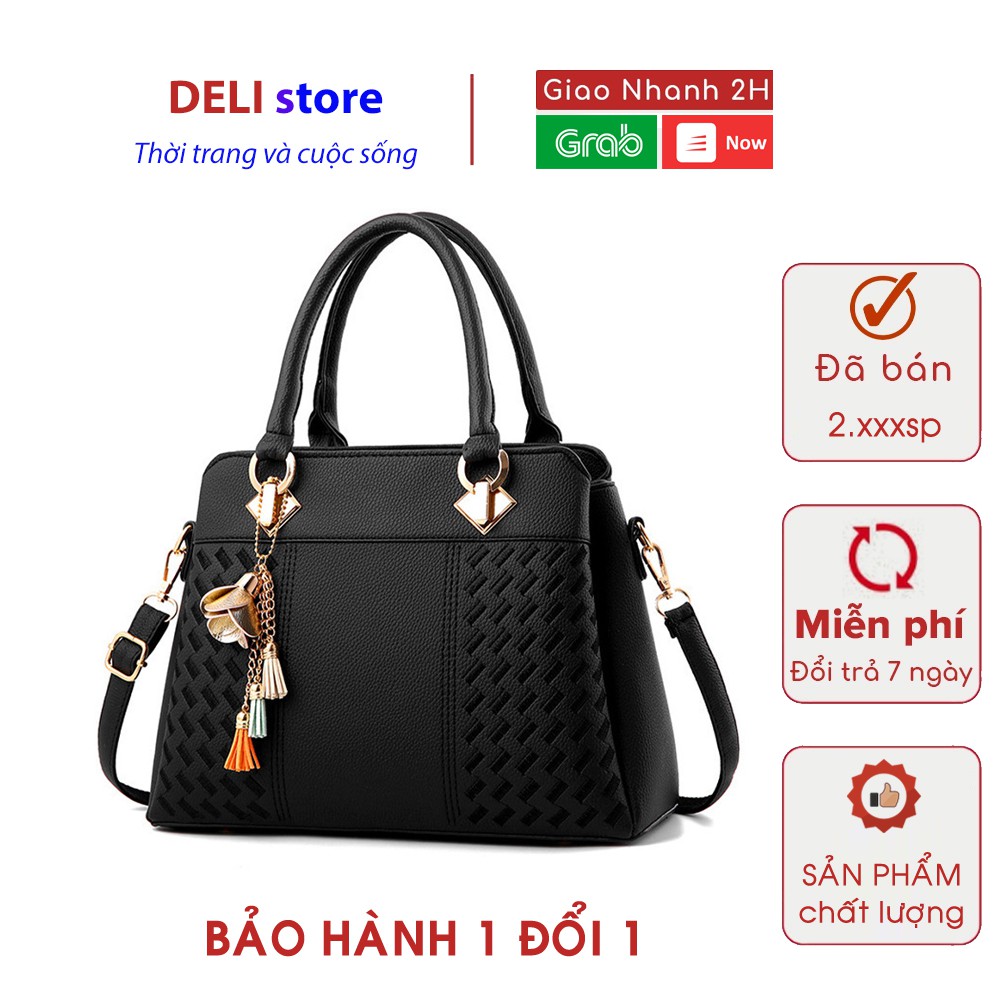 DELI store
Thời trang và cuộc sống
Giao Nhanh 2H
Grab
Now
Đã bán
2.xxxsp
Miễn phí
Đổi trả 7 ngày
SẢN PHẨM
chất lượng
BẢO HÀNH 1 ĐỔI 1